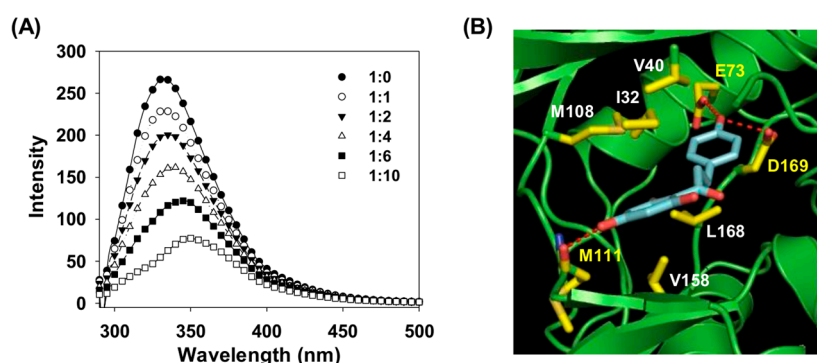 (A)
300
250
200
150
100
50
0
Intensity
300 350 400 450 500
Wavelength (nm)
1:0
1:1
1:2
1:4
1:6
1:10
(B)
V40
E73
I32
M108
D169
L168
M111
V158